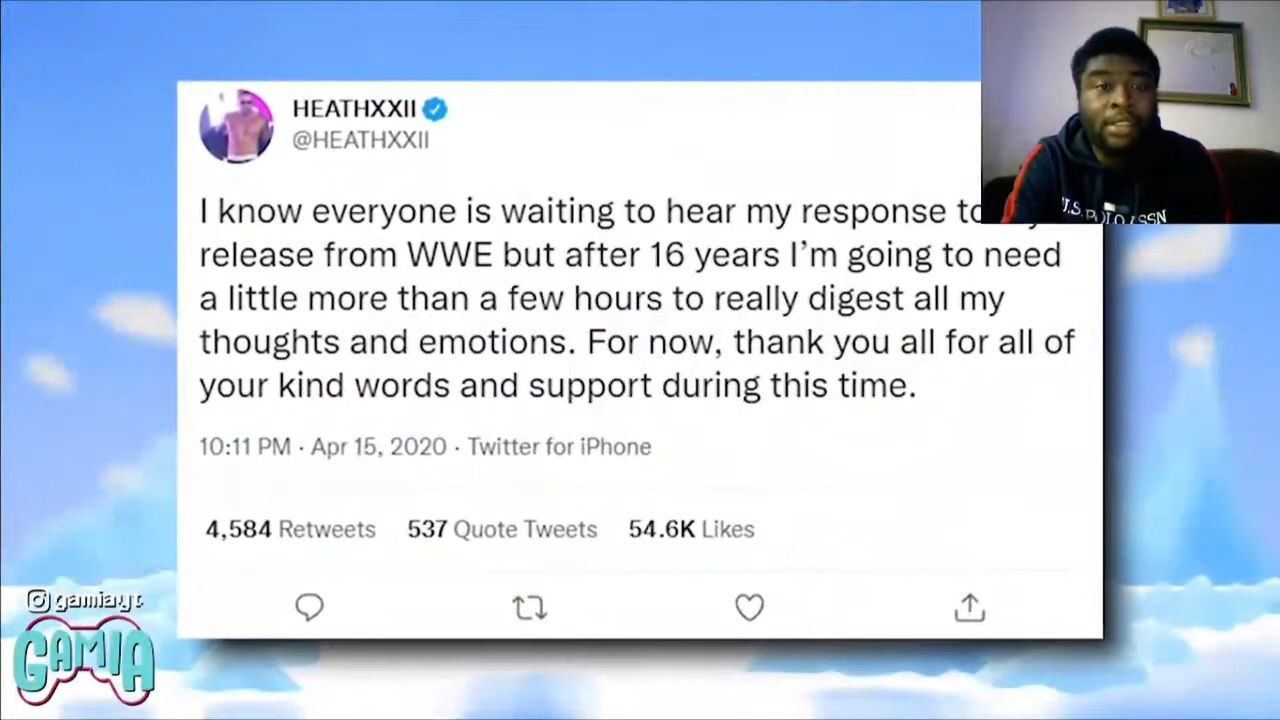 HEATHXXII
@HEATHXXII
I know everyone is waiting to hear my response to
release from WWE but after 16 years I’m going to need
a little more than a few hours to really digest all my
thoughts and emotions. For now, thank you all for all of
your kind words and support during this time.
10:11 PM · Apr 15, 2020 · Twitter for iPhone
4,584 Retweets 537 Quote Tweets 54.6K Likes
U.S. POLO ASSN
gamiayt
GAMIA